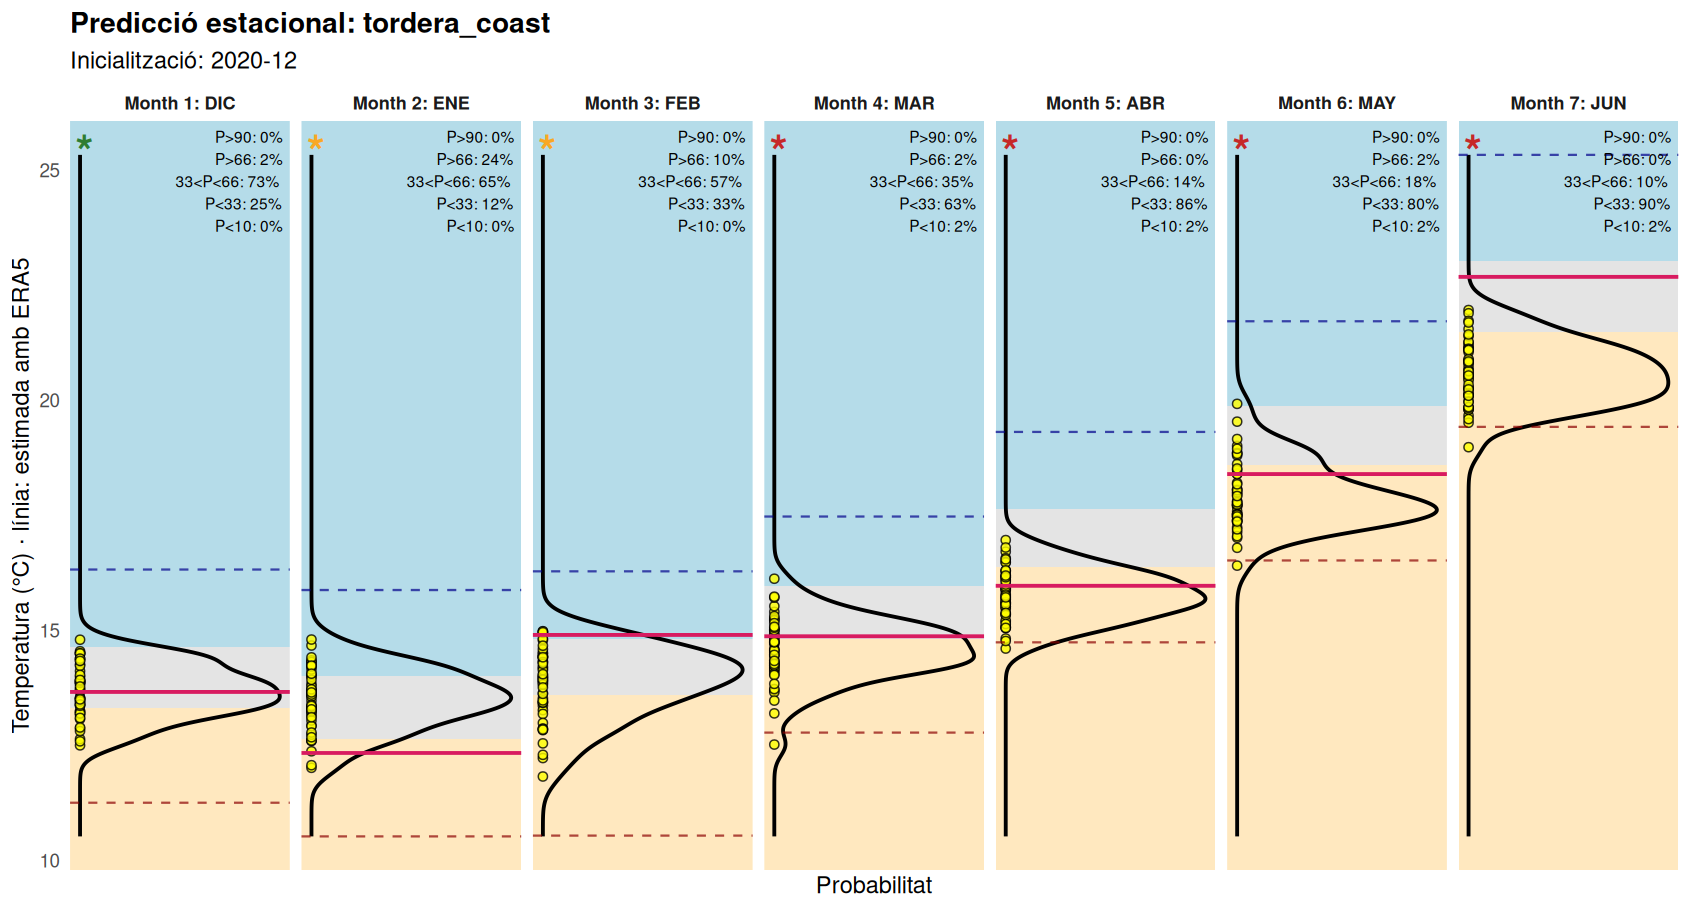 Predicció estacional: tordera_coast
Inicialització: 2020-12
Month 1: DIC
Month 2: ENE
Month 3: FEB
Month 4: MAR
Month 5: ABR
Month 6: MAY
Month 7: JUN
*
P>90: 0%
P>66: 2%
33<P<66: 73%
P<33: 25%
P<10: 0%
*
P>90: 0%
P>66: 24%
33<P<66: 65%
P<33: 12%
P<10: 0%
*
P>90: 0%
P>66: 10%
33<P<66: 57%
P<33: 33%
P<10: 0%
*
P>90: 0%
P>66: 2%
33<P<66: 35%
P<33: 63%
P<10: 2%
*
P>90: 0%
P>66: 0%
33<P<66: 14%
P<33: 86%
P<10: 2%
*
P>90: 0%
P>66: 2%
33<P<66: 18%
P<33: 80%
P<10: 2%
*
P>90: 0%
P>66: 0%
33<P<66: 10%
P<33: 90%
P<10: 2%
Temperatura (°C) · línia: estimada amb ERA5
25
20
15
10
Probabilitat